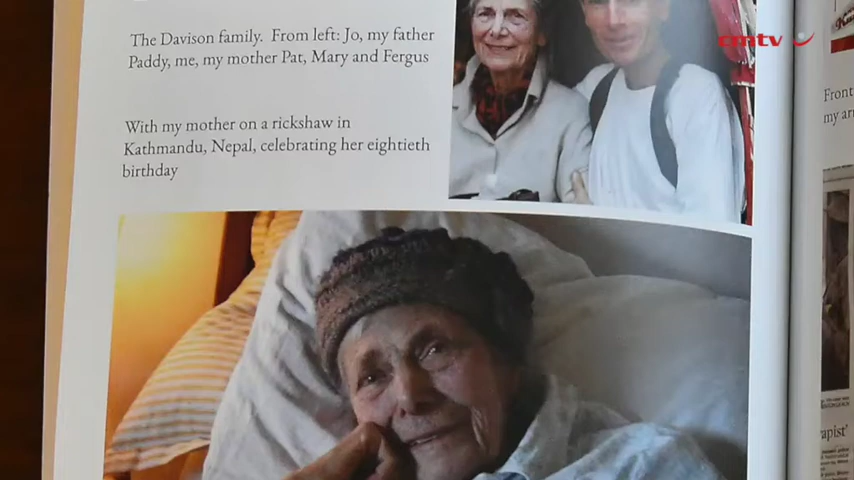 The Davison family. From left: Jo, my father
Paddy, me, my mother Pat, Mary and Fergus
With my mother on a rickshaw in
Kathmandu, Nepal, celebrating her eightieth
birthday
cmtv
Front
my ar
rapist'